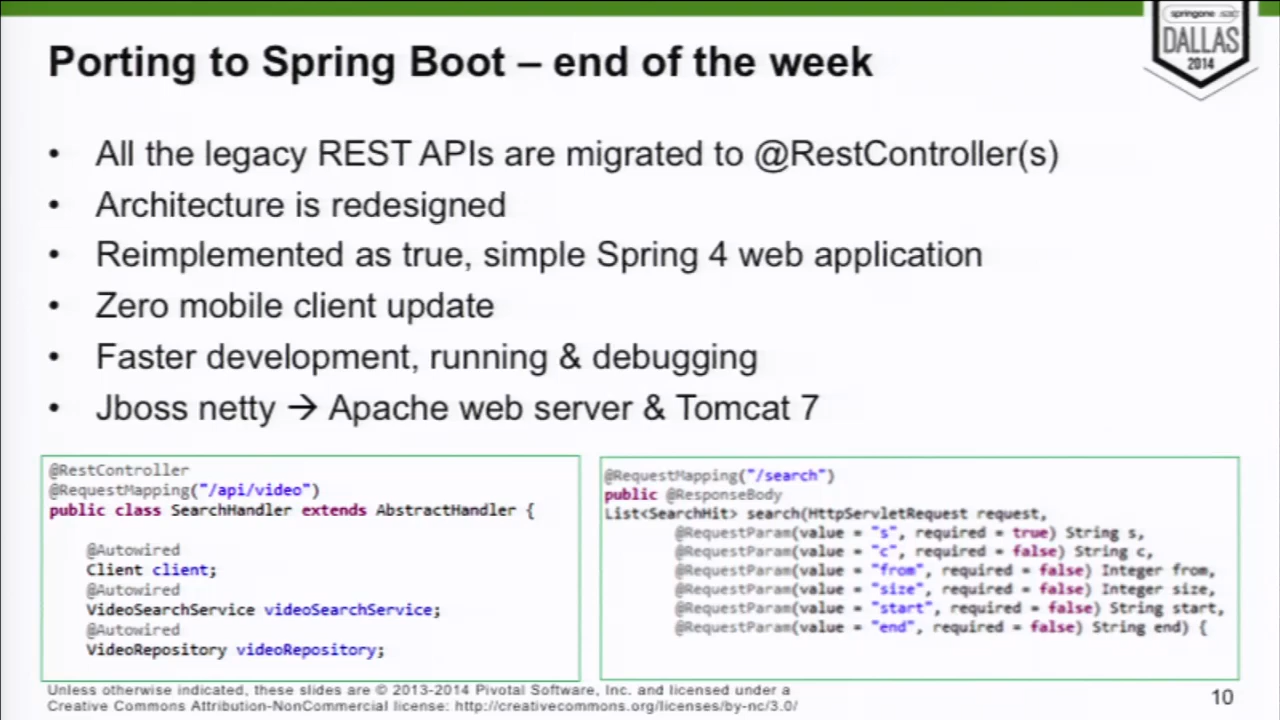 springone
DALLAS
2014
Porting to Spring Boot – end of the week
• All the legacy REST APIs are migrated to @RestController(s)
• Architecture is redesigned
• Reimplemented as true, simple Spring 4 web application
• Zero mobile client update
• Faster development, running & debugging
• Jboss netty → Apache web server & Tomcat 7
@RestController
@RequestMapping("/api/video")
public class SearchHandler extends AbstractHandler {
@Autowired
Client client;
@Autowired
VideoSearchService videoSearchService;
@Autowired
VideoRepository videoRepository;
@RequestMapping("/search")
public @ResponseBody
List<SearchHit> search(HttpServletRequest request,
@RequestParam(value = "s", required = true) String s,
@RequestParam(value = "c", required = false) String c,
@RequestParam(value = "from", required = false) Integer from,
@RequestParam(value = "size", required = false) Integer size,
@RequestParam(value = "start", required = false) String start,
@RequestParam(value = "end", required = false) String end) {
Unless otherwise indicated, these slides are © 2013-2014 Pivotal Software, Inc. and licensed under a
Creative Commons Attribution-NonCommercial license: http://creativecommons.org/licenses/by-nc/3.0/
10